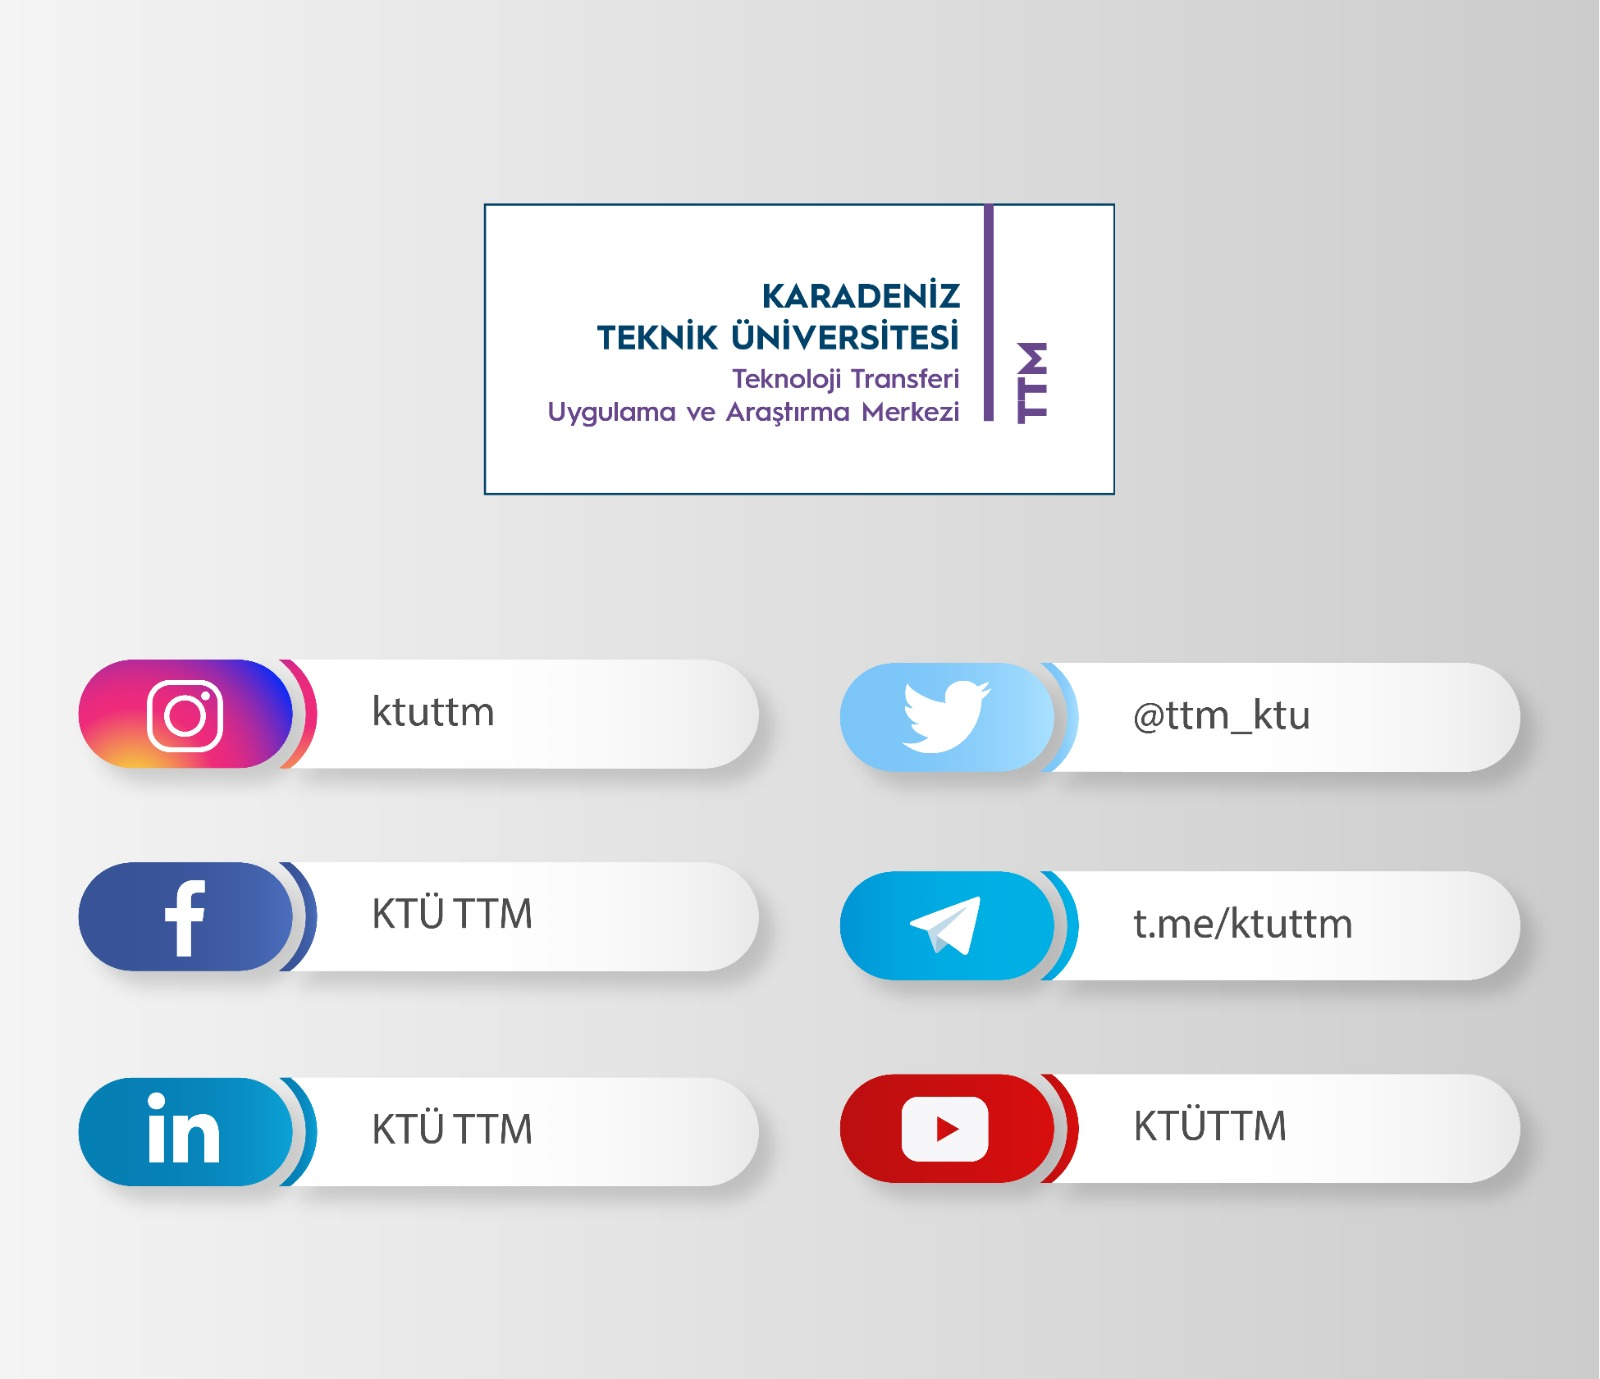 KARADENİZ
TEKNİK ÜNİVERSİTESİ
Teknoloji Transferi
Uygulama ve Araştırma Merkezi
TTM
ktuttm
@ttm_ktu
KTÜ TTM
t.me/ktuttm
in
KTÜ TTM
KTÜTTM